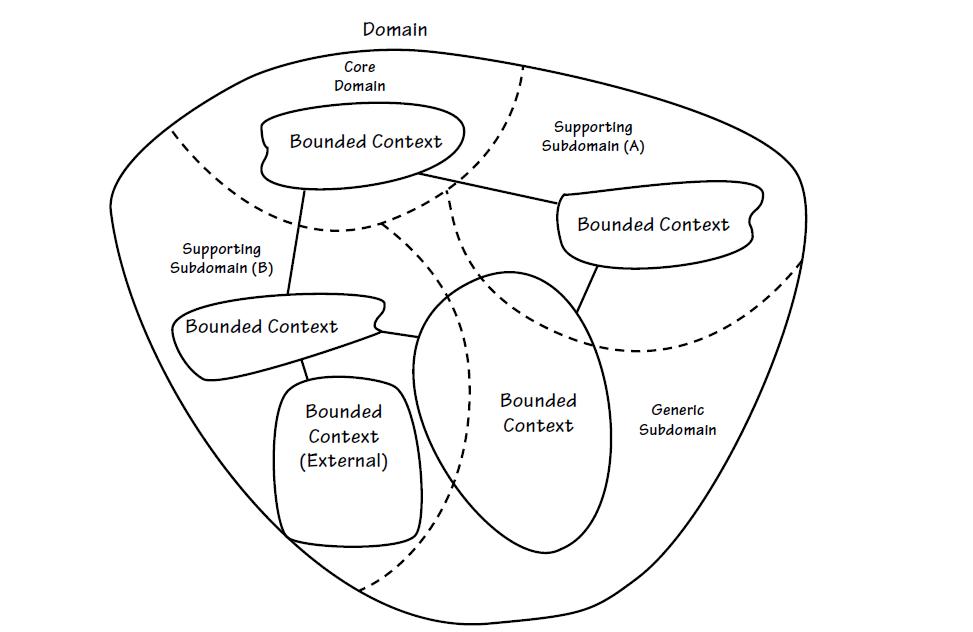 Domain
Core
Domain
Bounded Context
Supporting
Subdomain (A)
Bounded Context
Supporting
Subdomain (B)
Bounded Context
Bounded
Context
(External)
Bounded
Context
Generic
Subdomain